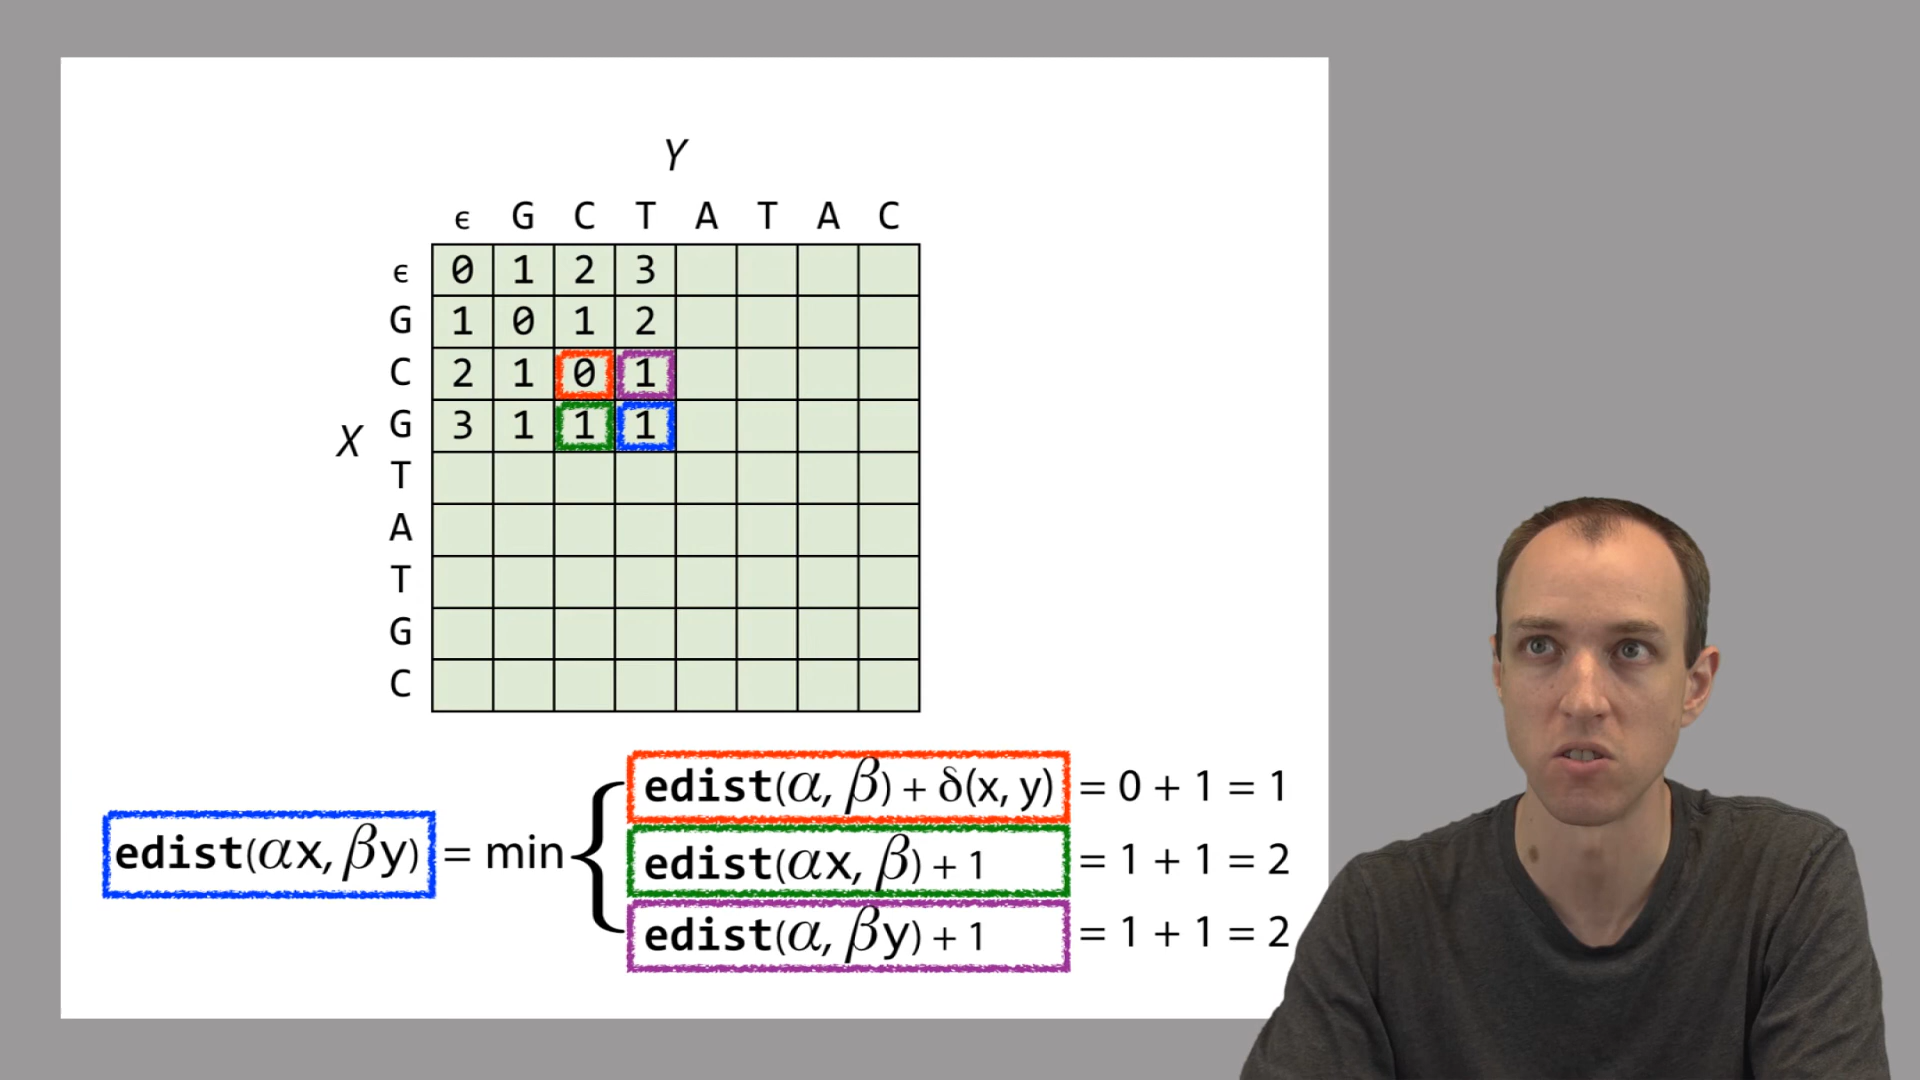 Y
ϵ G C T A T A C
ϵ 0 1 2 3
G 1 0 1 2
C 2 1 0 1
X G 3 1 1 1
T
A
T
G
C
edist(αx, βy) = min { edist(α, β) + δ(x, y) = 0 + 1 = 1
edist(αx, β) + 1 = 1 + 1 = 2
edist(α, βy) + 1 = 1 + 1 = 2